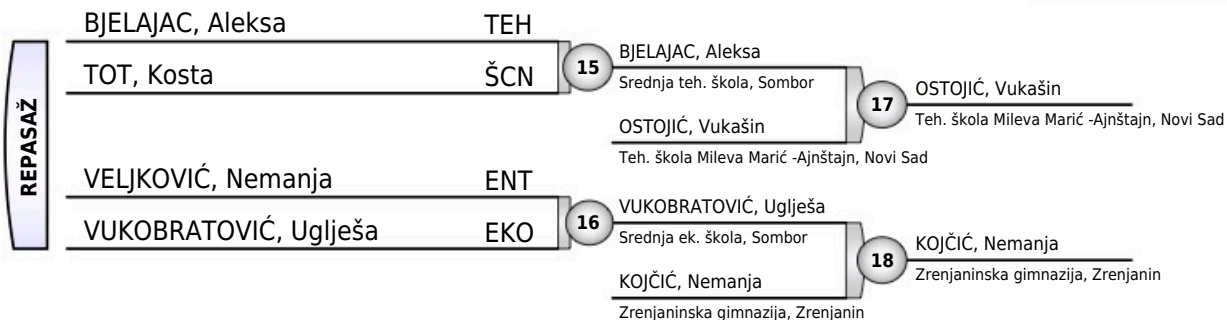 REPASAŽ
BJELAJAC, Aleksa TEH
TOT, Kosta ŠCN
15
BJELAJAC, Aleksa
Srednja teh. škola, Sombor
OSTOJIĆ, Vukašin
Teh. škola Mileva Marić -Ajnštajn, Novi Sad
17
OSTOJIĆ, Vukašin
Teh. škola Mileva Marić -Ajnštajn, Novi Sad
VELJKOVIĆ, Nemanja ENT
VUKOBRATOVIĆ, Uglješa EKO
16
VUKOBRATOVIĆ, Uglješa
Srednja ek. škola, Sombor
KOJČIĆ, Nemanja
Zrenjaninska gimnazija, Zrenjanin
18
KOJČIĆ, Nemanja
Zrenjaninska gimnazija, Zrenjanin